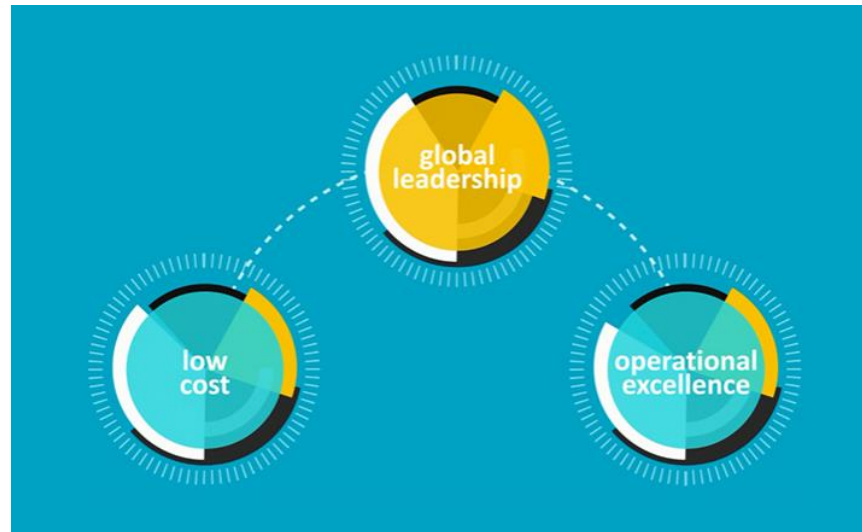 global
leadership
low
cost
operational
excellence